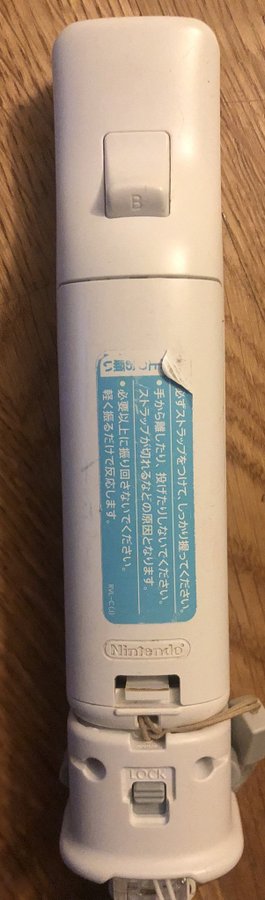 B
必ずストラップをつけて、しっかり握ってください。
・手から離したり、投げたりしないでください。
ストラップが切れるなどの原因となります。
・必要以上に振り回さないでください。
軽く振るだけで反応します。
Nintendo
LOCK